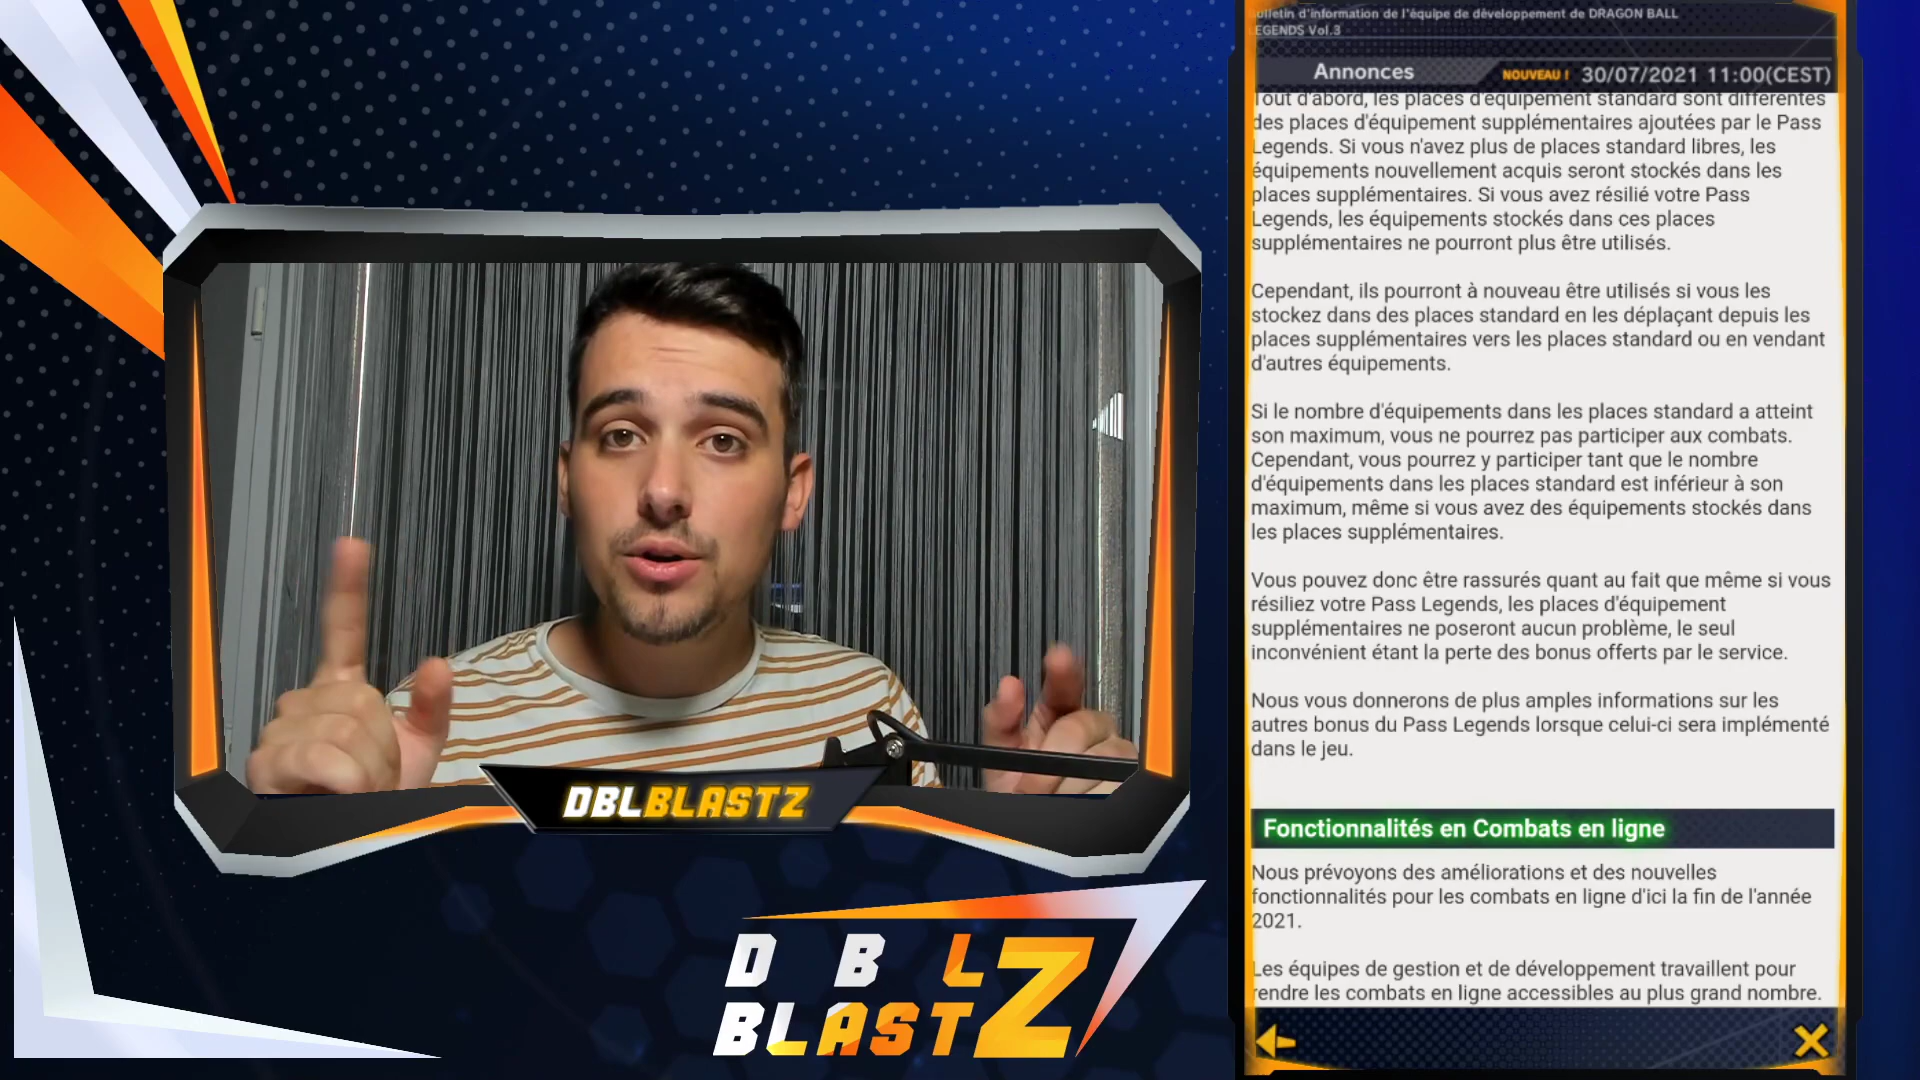 DBLBLASTZ
D B L
BLASTZ
Bulletin d'information de l'équipe de développement de DRAGON BALL
LEGENDS Vol.3
Annonces NOUVEAU ! 30/07/2021 11:00(CEST)
Tout d'abord, les places d'équipement standard sont différentes
des places d'équipement supplémentaires ajoutées par le Pass
Legends. Si vous n'avez plus de places standard libres, les
équipements nouvellement acquis seront stockés dans les
places supplémentaires. Si vous avez résilié votre Pass
Legends, les équipements stockés dans ces places
supplémentaires ne pourront plus être utilisés.
Cependant, ils pourront à nouveau être utilisés si vous les
stockez dans des places standard en les déplaçant depuis les
places supplémentaires vers les places standard ou en vendant
d'autres équipements.
Si le nombre d'équipements dans les places standard a atteint
son maximum, vous ne pourrez pas participer aux combats.
Cependant, vous pourrez y participer tant que le nombre
d'équipements dans les places standard est inférieur à son
maximum, même si vous avez des équipements stockés dans
les places supplémentaires.
Vous pouvez donc être rassurés quant au fait que même si vous
résiliez votre Pass Legends, les places d'équipement
supplémentaires ne poseront aucun problème, le seul
inconvénient étant la perte des bonus offerts par le service.
Nous vous donnerons de plus amples informations sur les
autres bonus du Pass Legends lorsque celui-ci sera implémenté
dans le jeu.
Fonctionnalités en Combats en ligne
Nous prévoyons des améliorations et des nouvelles
fonctionnalités pour les combats en ligne d'ici la fin de l'année
2021.
Les équipes de gestion et de développement travaillent pour
rendre les combats en ligne accessibles au plus grand nombre.